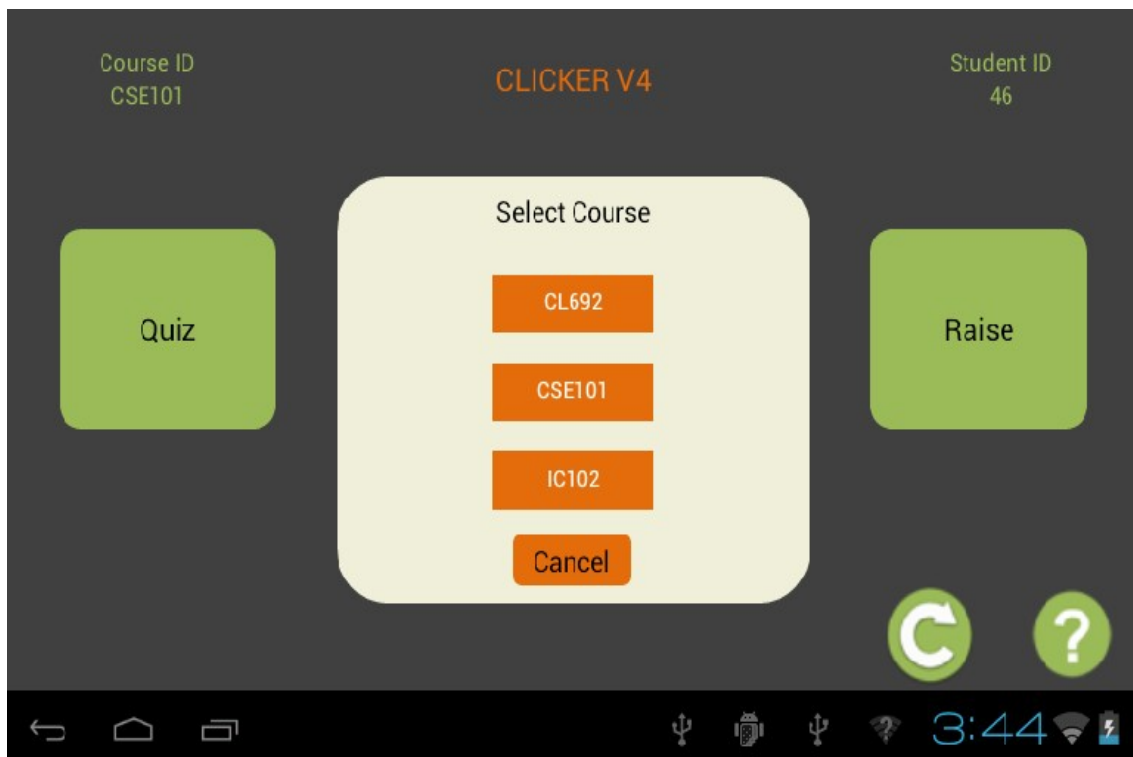 Course ID
CSE101
CLICKER V4
Student ID
46
Select Course
CL692
CSE101
IC102
Cancel
Quiz
Raise
?
3:44